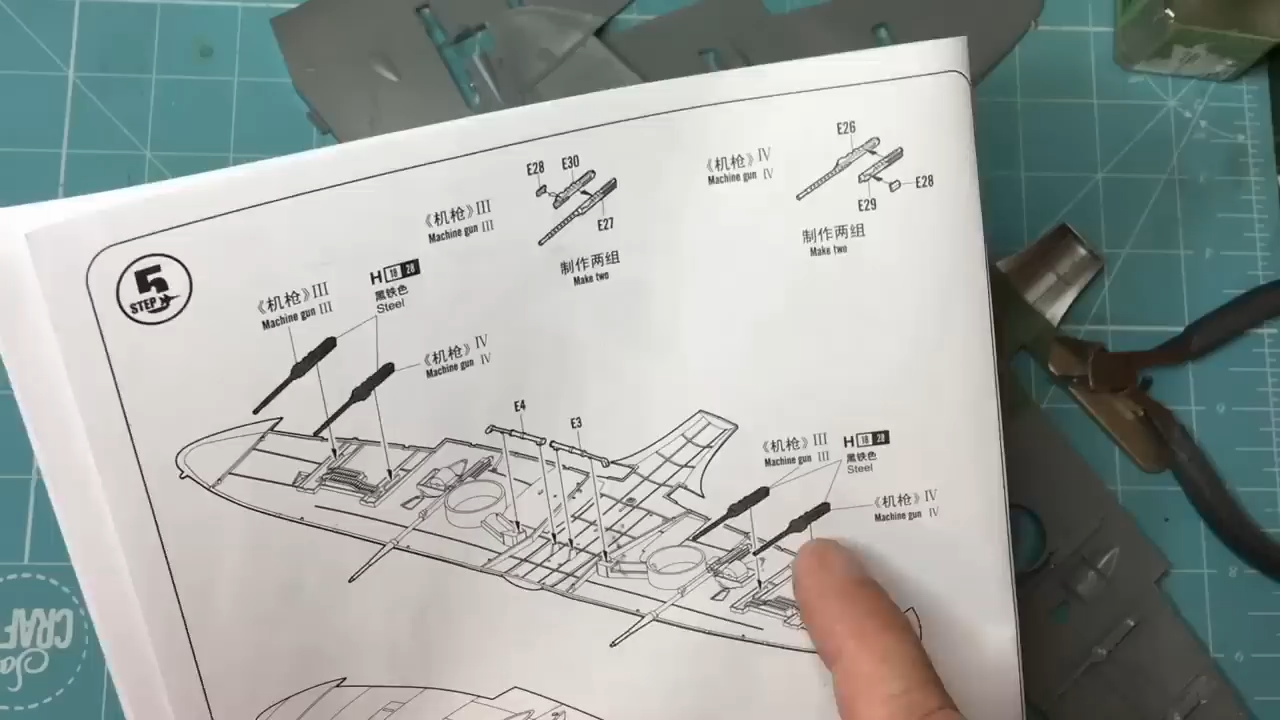 E26
E28 E30
《机枪》IV
Machine gun IV
E28
E29
《机枪》III
Machine gun III
E27
制作两组
Make two
制作两组
Make two
5
STEP
H 18 28
黑铁色
Steel
《机枪》III
Machine gun III
《机枪》IV
Machine gun IV
E4
E3
《机枪》III
Machine gun III
H 18 28
黑铁色
Steel
《机枪》IV
Machine gun IV